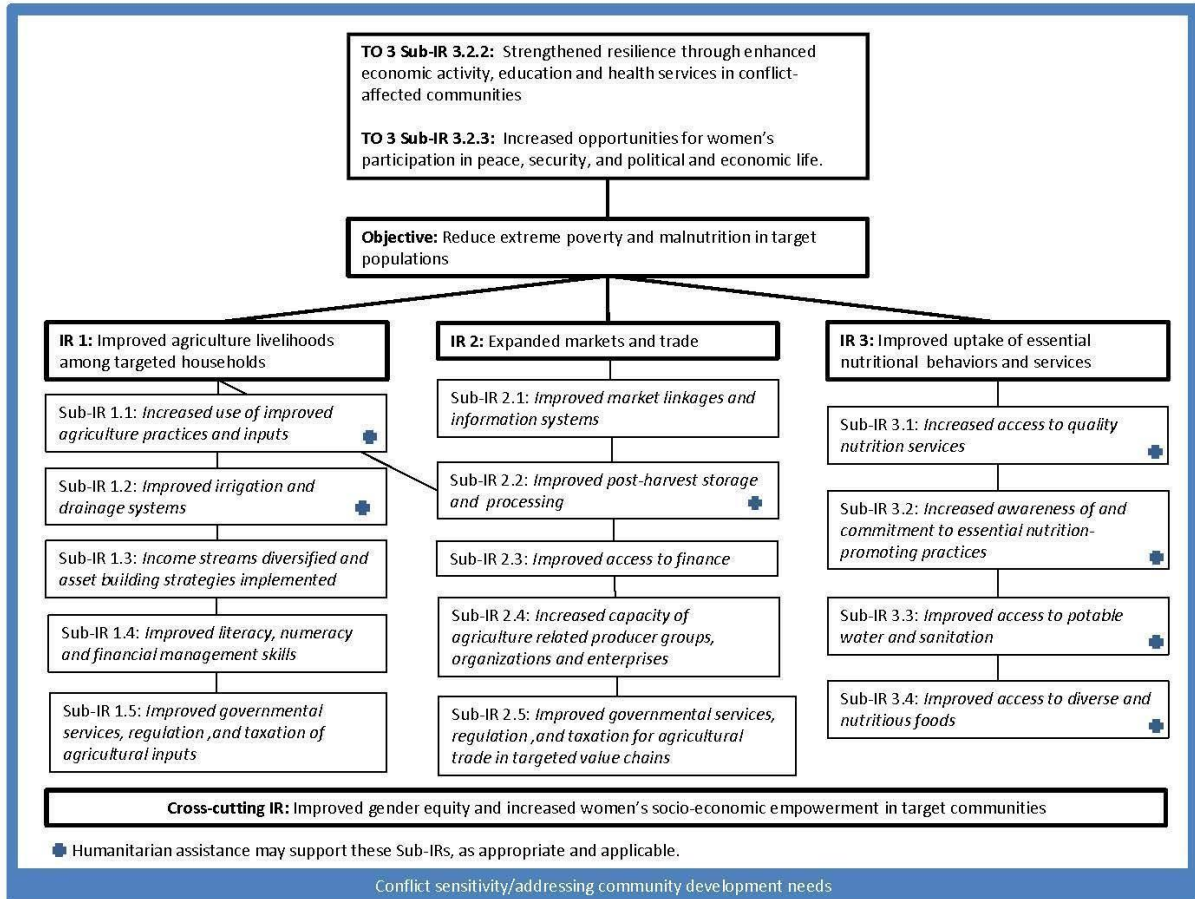 TO 3 Sub-IR 3.2.2: Strengthened resilience through enhanced
economic activity, education and health services in conflict-
affected communities
TO 3 Sub-IR 3.2.3: Increased opportunities for women's
participation in peace, security, and political and economic life.
Objective: Reduce extreme poverty and malnutrition in target
populations
IR 1: Improved agriculture livelihoods
among targeted households
Sub-IR 1.1: Increased use of improved
agriculture practices and inputs
Sub-IR 1.2: Improved irrigation and
drainage systems
Sub-IR 1.3: Income streams diversified and
asset building strategies implemented
Sub-IR 1.4: Improved literacy, numeracy
and financial management skills
Sub-IR 1.5: Improved governmental
services, regulation ,and taxation of
agricultural inputs
IR 2: Expanded markets and trade
Sub-IR 2.1: Improved market linkages and
information systems
Sub-IR 2.2: Improved post-harvest storage
and processing
Sub-IR 2.3: Improved access to finance
Sub-IR 2.4: Increased capacity of
agriculture related producer groups,
organizations and enterprises
Sub-IR 2.5: Improved governmental services,
regulation ,and taxation for agricultural
trade in targeted value chains
IR 3: Improved uptake of essential
nutritional behaviors and services
Sub-IR 3.1: Increased access to quality
nutrition services
Sub-IR 3.2: Increased awareness of and
commitment to essential nutrition-
promoting practices
Sub-IR 3.3: Improved access to potable
water and sanitation
Sub-IR 3.4: Improved access to diverse and
nutritious foods
Cross-cutting IR: Improved gender equity and increased women's socio-economic empowerment in target communities
Humanitarian assistance may support these Sub-IRs, as appropriate and applicable.
Conflict sensitivity/addressing community development needs